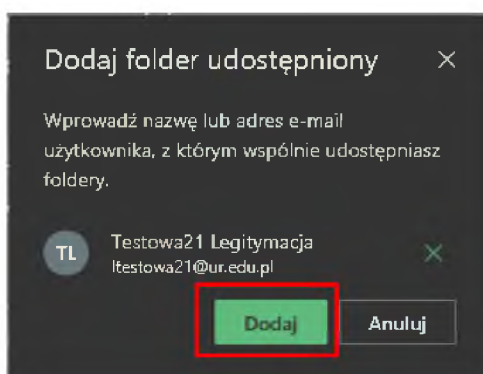 Dodaj folder udostępniony
Wprowadź nazwę lub adres e-mail
użytkownika, z którym wspólnie udostępniasz
foldery.
TL
Testowa21 Legitymacja
ltestowa21@ur.edu.pl
Dodaj
Anuluj